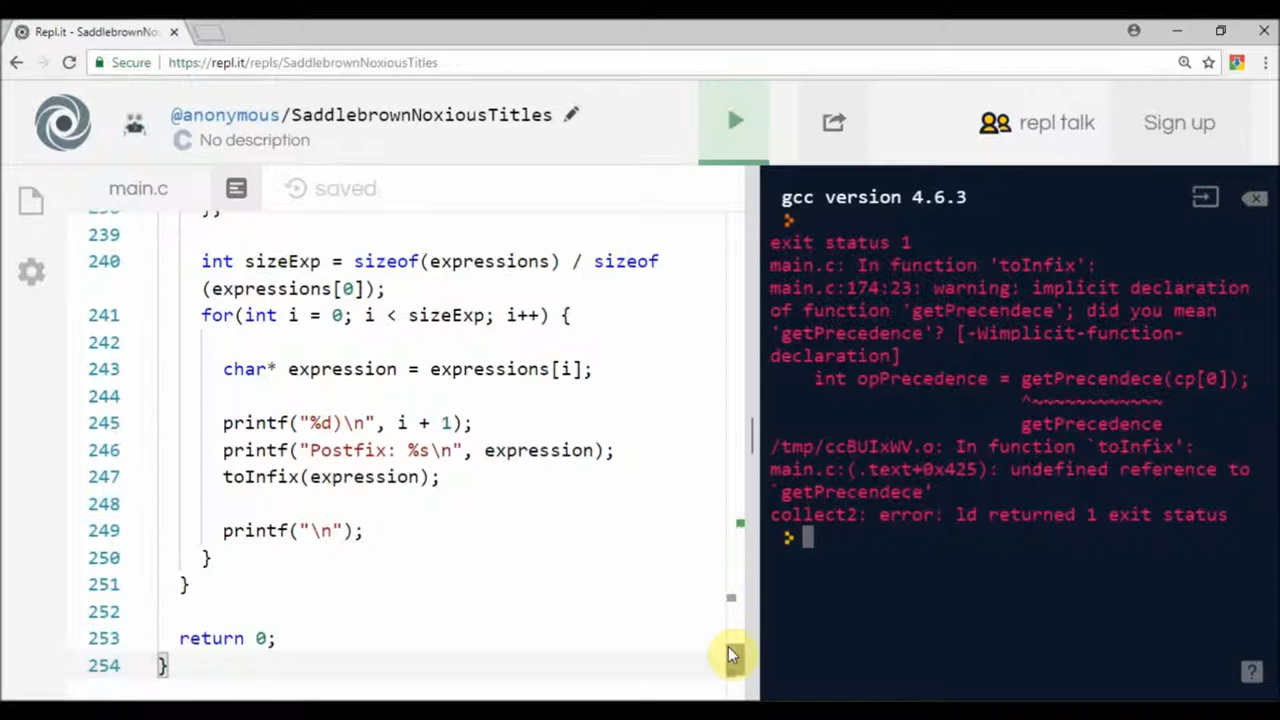 Repl.it - SaddlebrownNo
Secure
https://repl.it/repls/SaddlebrownNoxiousTitles
@anonymous/SaddlebrownNoxiousTitles
No description
repl talk
Sign up
main.c
saved
239
240 int sizeExp = sizeof(expressions) / sizeof
(expressions[0]);
241 for(int i = 0; i < sizeExp; i++) {
242
243 char* expression = expressions[i];
244
245 printf("%d)\n", i + 1);
246 printf("Postfix: %s\n", expression);
247 toInfix(expression);
248
249 printf("\n");
250 }
251 }
252
253 return 0;
254 }
gcc version 4.6.3
exit status 1
main.c: In function 'toInfix':
main.c:174:23: warning: implicit declaration
of function 'getPrecendece'; did you mean
'getPrecedence'? [-Wimplicit-function-
declaration]
int opPrecedence = getPrecendece(cp[0]);
^~~~~~~~~~~~~
getPrecedence
/tmp/ccBUIxWV.o: In function `toInfix':
main.c:(.text+0x425): undefined reference to
`getPrecendece'
collect2: error: ld returned 1 exit status
>
?